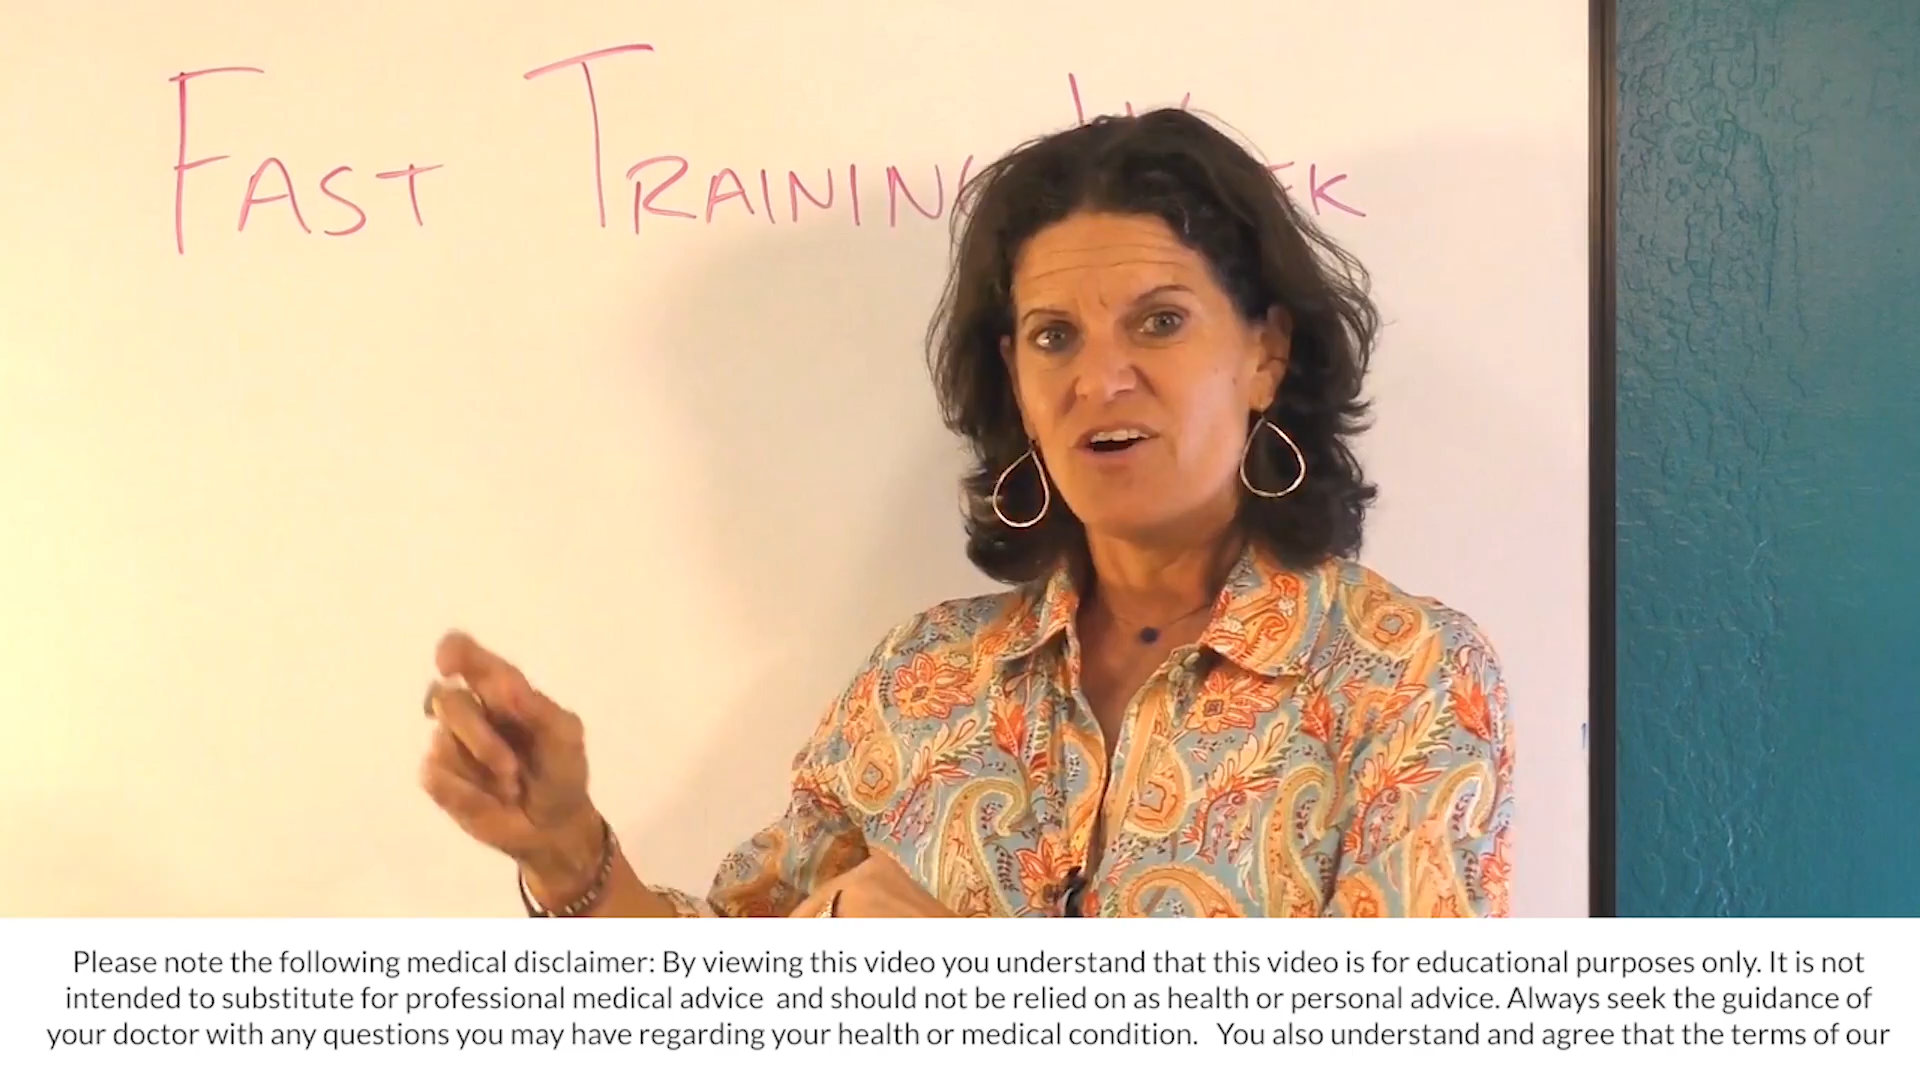 FAST TRAINING
Please note the following medical disclaimer: By viewing this video you understand that this video is for educational purposes only. It is not
intended to substitute for professional medical advice and should not be relied on as health or personal advice. Always seek the guidance of
your doctor with any questions you may have regarding your health or medical condition. You also understand and agree that the terms of our